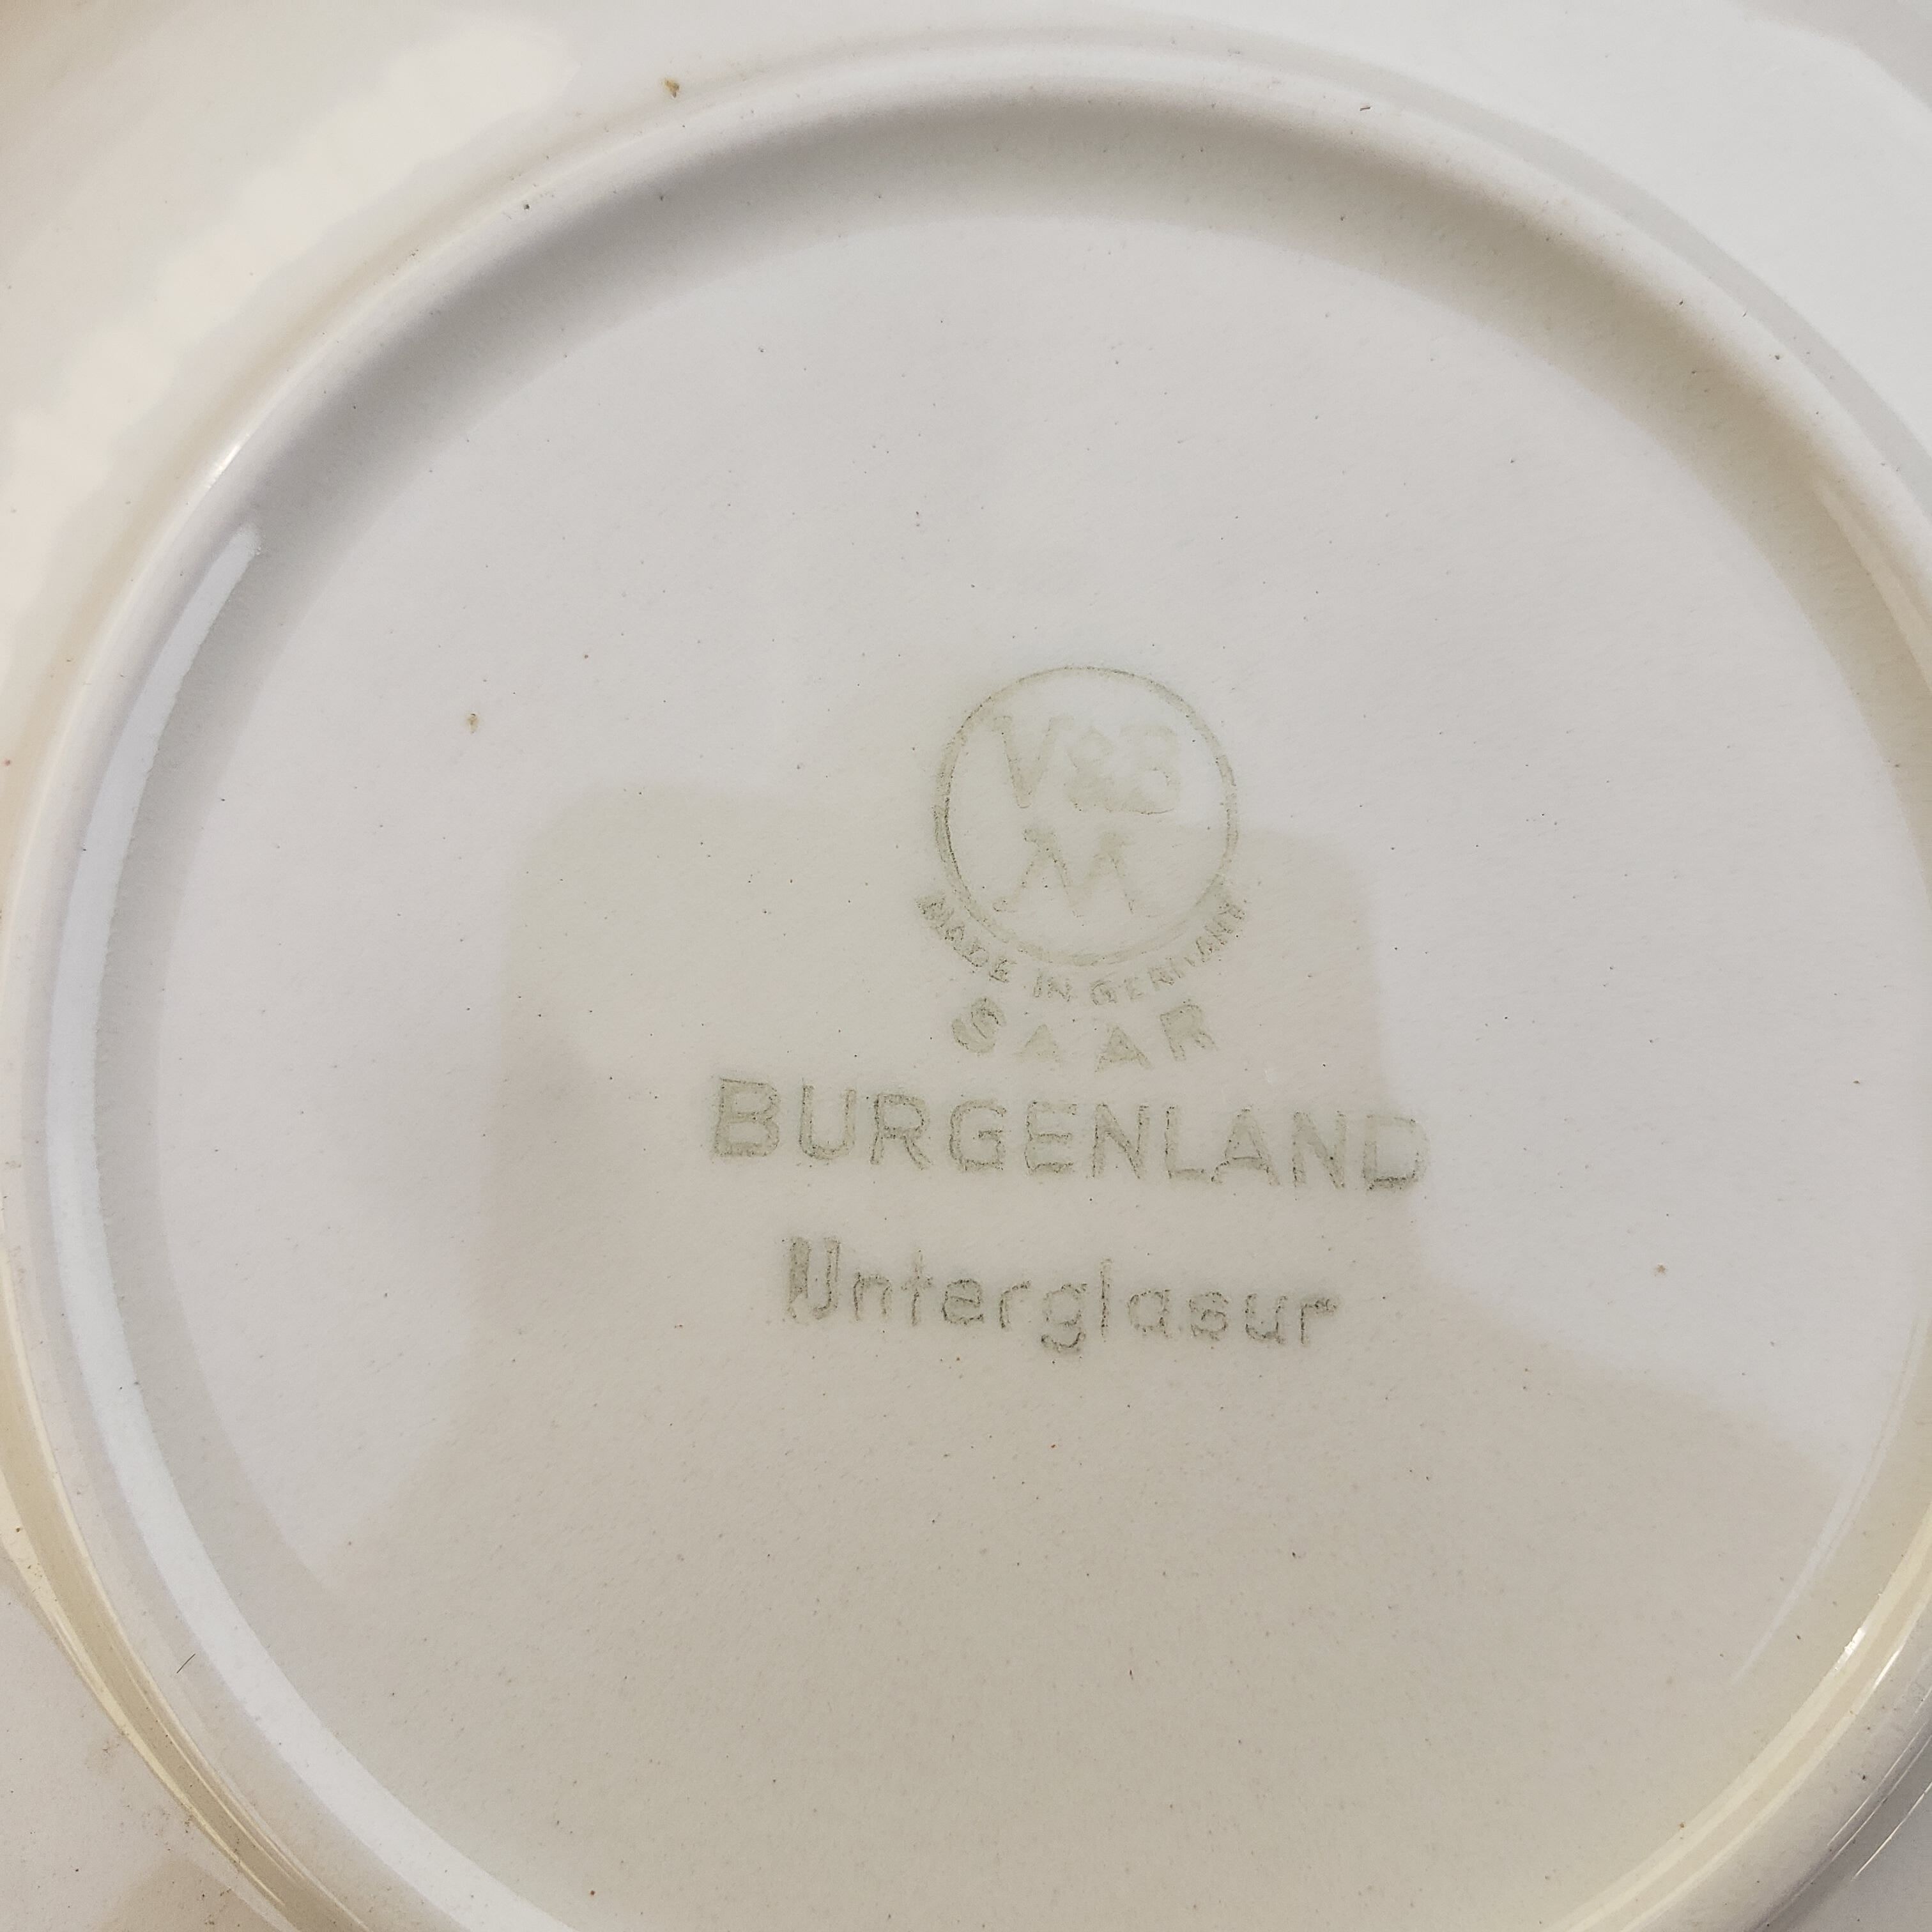 V&B
M
MADE IN GERMANY
SAAR
BURGENLAND
Unterglasur